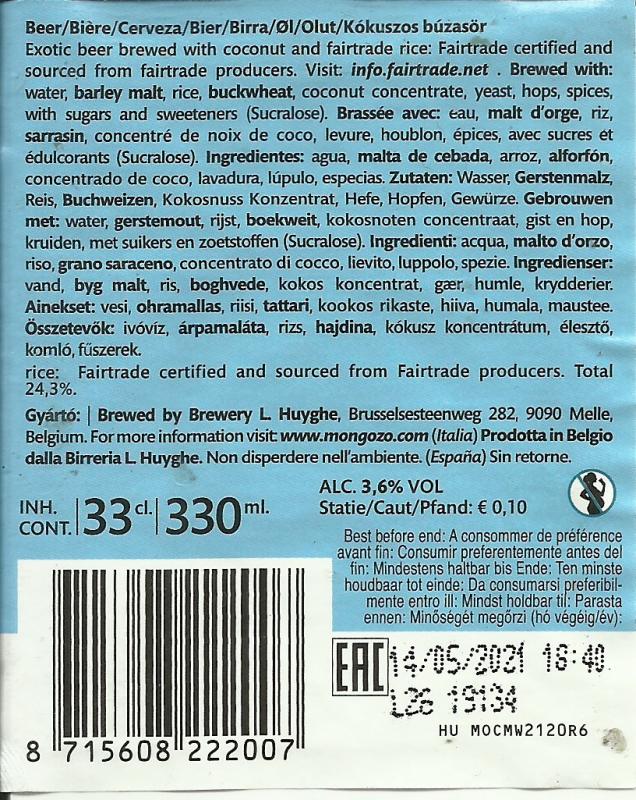 Beer/Bière/Cerveza/Bier/Birra/Øl/Olut/Kókuszos búzasör
Exotic beer brewed with coconut and fairtrade rice: Fairtrade certified and
sourced from fairtrade producers. Visit: info.fairtrade.net . Brewed with:
water, barley malt, rice, buckwheat, coconut concentrate, yeast, hops, spices,
with sugars and sweeteners (Sucralose). Brassée avec: eau, malt d'orge, riz,
sarrasin, concentré de noix de coco, levure, houblon, épices, avec sucres et
édulcorants (Sucralose). Ingredientes: agua, malta de cebada, arroz, alforfón,
concentrado de coco, lavadura, lúpulo, especias. Zutaten: Wasser, Gerstenmalz,
Reis, Buchweizen, Kokosnuss Konzentrat, Hefe, Hopfen, Gewürze. Gebrouwen
met: water, gerstemout, rijst, boekweit, kokosnoten concentraat, gist en hop,
kruiden, met suikers en zoetstoffen (Sucralose). Ingredienti: acqua, malto d'orzo,
riso, grano saraceno, concentrato di cocco, lievito, luppolo, spezie. Ingredienser:
vand, byg malt, ris, boghvede, kokos koncentrat, gær, humle, krydderier.
Ainekset: vesi, ohramallas, riisi, tattari, kookos rikaste, hiiva, humala, maustee.
Összetevők: ivóvíz, árpamaláta, rizs, hajdina, kókusz koncentrátum, élesztő,
komló, fűszerek.
rice: Fairtrade certified and sourced from Fairtrade producers. Total
24,3%.
Gyártó: | Brewed by Brewery L. Huyghe, Brusselsesteenweg 282, 9090 Melle,
Belgium. For more information visit: www.mongozo.com (Italia) Prodotta in Belgio
dalla Birreria L. Huyghe. Non disperdere nell'ambiente. (España) Sin retorne.
INH.
CONT. 33 cl. 330 ml.
ALC. 3,6% VOL
Statie/Caut/Pfand: € 0,10
Best before end: A consommer de préférence
avant fin: Consumir preferentemente antes del
fin: Mindestens haltbar bis Ende: Ten minste
houdbaar tot einde: Da consumarsi preferibil-
mente entro ill: Mindst holdbar til: Parasta
ennen: Minőségét megőrzi (hó végéig/év):
EAC 14/05/2021 16:40
L26 19134
HU MOCMW2120R6
8 715608 222007